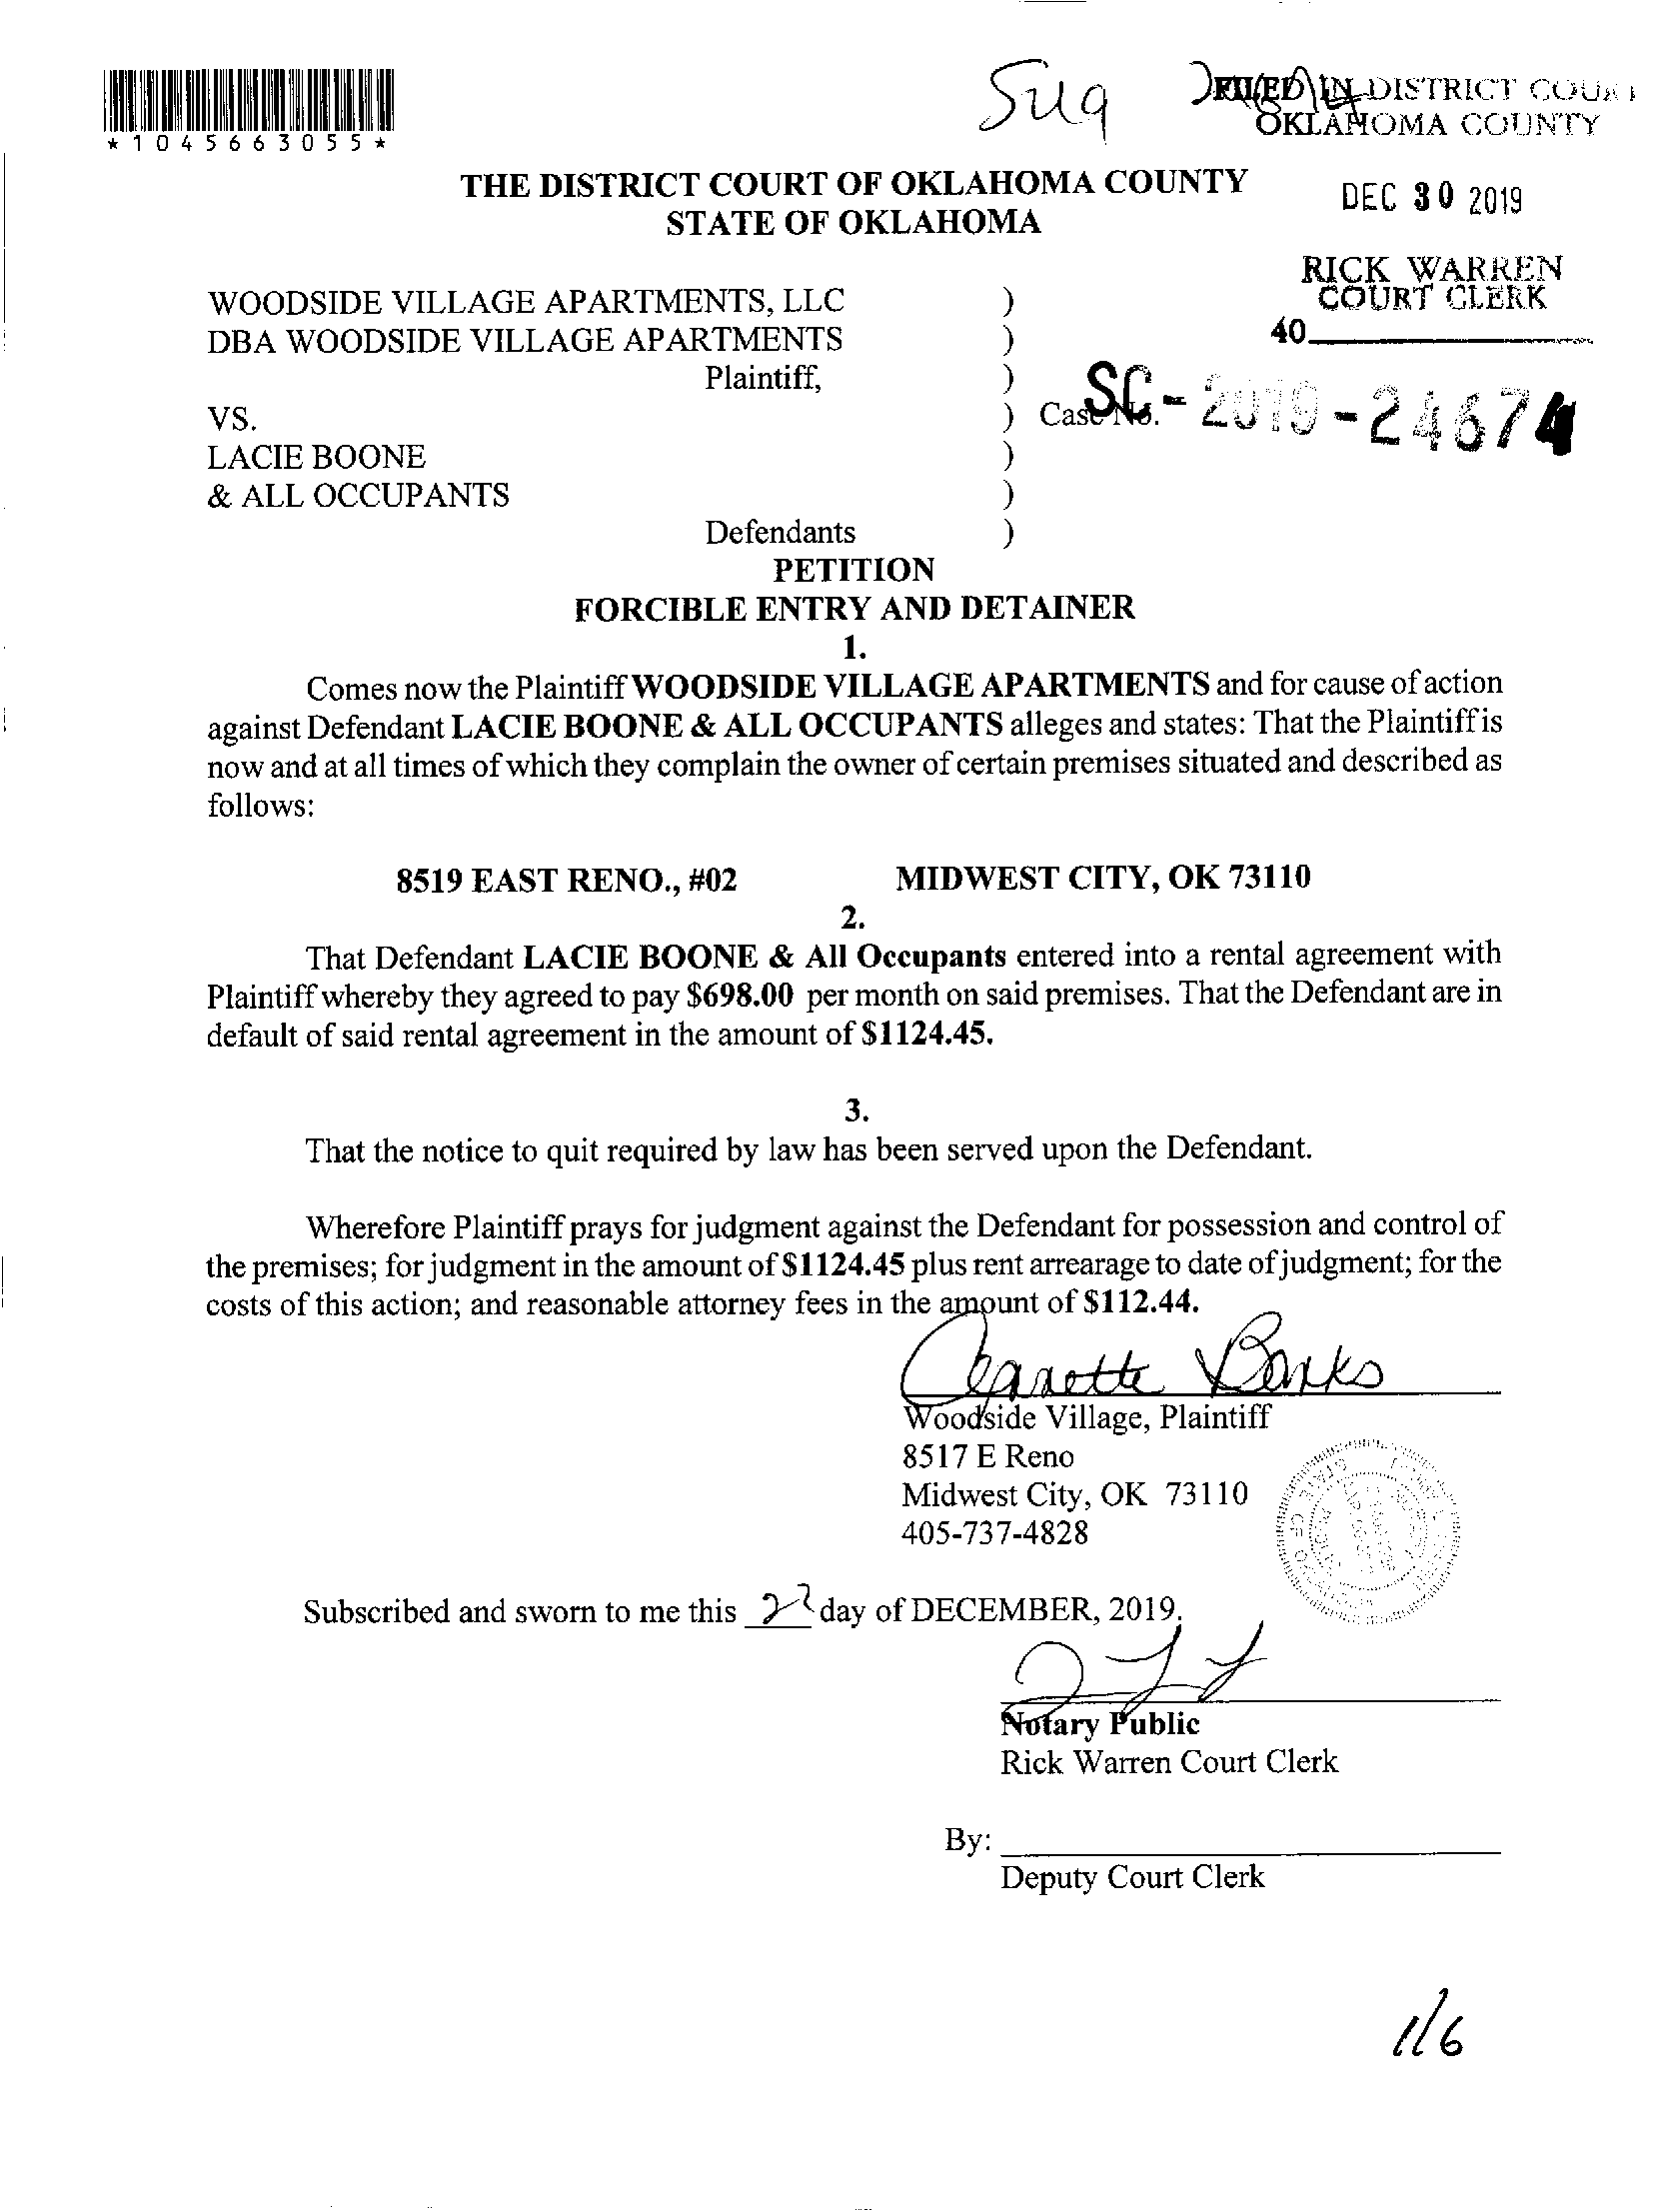 Sug
FILED IN DISTRICT COURT
OKLAHOMA COUNTY
*1045663055*
THE DISTRICT COURT OF OKLAHOMA COUNTY
STATE OF OKLAHOMA
DEC 30 2019
RICK WARREN
COURT CLERK
40
WOODSIDE VILLAGE APARTMENTS, LLC )
DBA WOODSIDE VILLAGE APARTMENTS )
Plaintiff, )
VS. ) Case No. SC-2019-24674
LACIE BOONE )
& ALL OCCUPANTS )
Defendants )
PETITION
FORCIBLE ENTRY AND DETAINER
1.
Comes now the Plaintiff WOODSIDE VILLAGE APARTMENTS and for cause of action
against Defendant LACIE BOONE & ALL OCCUPANTS alleges and states: That the Plaintiff is
now and at all times of which they complain the owner of certain premises situated and described as
follows:
8519 EAST RENO., #02 MIDWEST CITY, OK 73110
2.
That Defendant LACIE BOONE & All Occupants entered into a rental agreement with
Plaintiff whereby they agreed to pay $698.00 per month on said premises. That the Defendant are in
default of said rental agreement in the amount of $1124.45.
3.
That the notice to quit required by law has been served upon the Defendant.
Wherefore Plaintiff prays for judgment against the Defendant for possession and control of
the premises; for judgment in the amount of $1124.45 plus rent arrearage to date of judgment; for the
costs of this action; and reasonable attorney fees in the amount of $112.44.
Banks
Woodside Village, Plaintiff
8517 E Reno
Midwest City, OK 73110
405-737-4828
STATE OF
Subscribed and sworn to me this day of DECEMBER, 2019.
Notary Public
Rick Warren Court Clerk
By:
Deputy Court Clerk
1/6